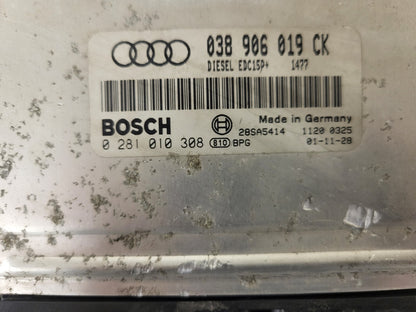 038 906 019 CK
DIESEL EDC15P+ 1477
BOSCH
Made in Germany
28SA5414 1120 0325
0 281 010 308 810 BPG 01-11-28